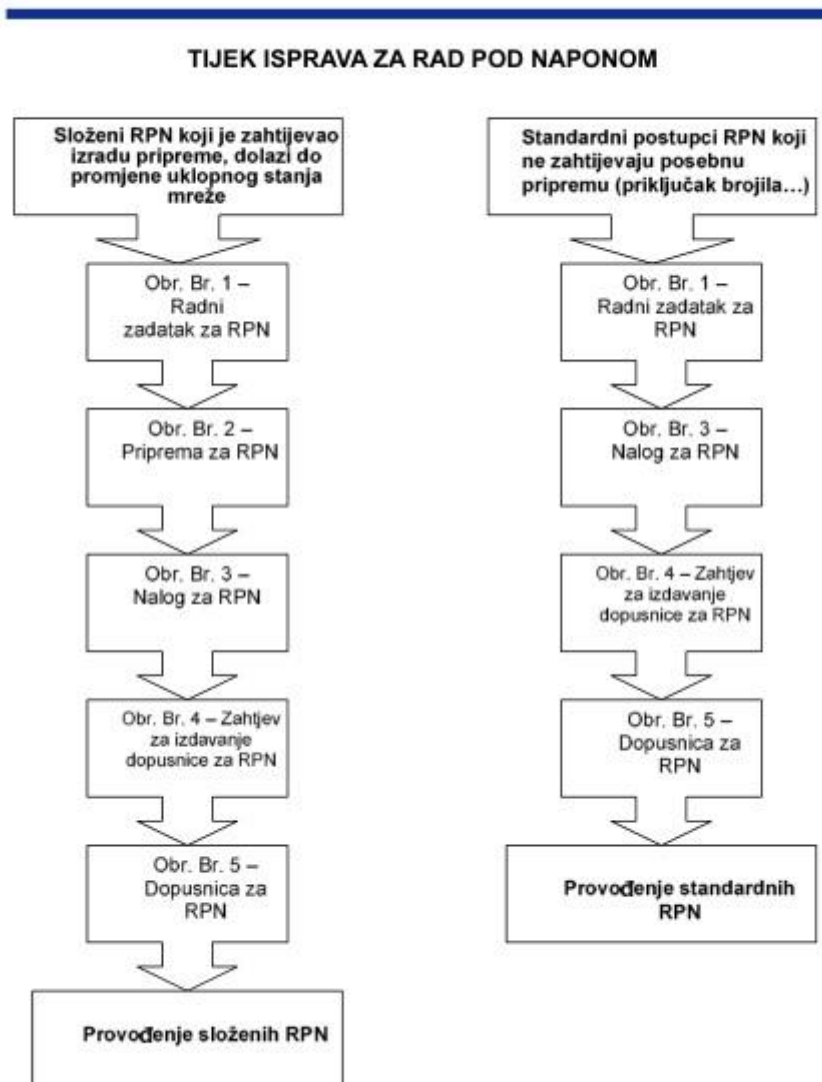 TIJEK ISPRAVA ZA RAD POD NAPONOM
Složeni RPN koji je zahtijevao
izradu pripreme, dolazi do
promjene uklopnog stanja
mreže
Obr. Br. 1 –
Radni
zadatak za RPN
Obr. Br. 2 –
Priprema za RPN
Obr. Br. 3 –
Nalog za RPN
Obr. Br. 4 – Zahtjev
za izdavanje
dopusnice za RPN
Obr. Br. 5 –
Dopusnica za
RPN
Provođenje složenih RPN
Standardni postupci RPN koji
ne zahtijevaju posebnu
pripremu (priključak brojila…)
Obr. Br. 1 –
Radni zadatak za
RPN
Obr. Br. 3 –
Nalog za RPN
Obr. Br. 4 – Zahtjev
za izdavanje
dopusnice za RPN
Obr. Br. 5 –
Dopusnica za
RPN
Provođenje standardnih
RPN